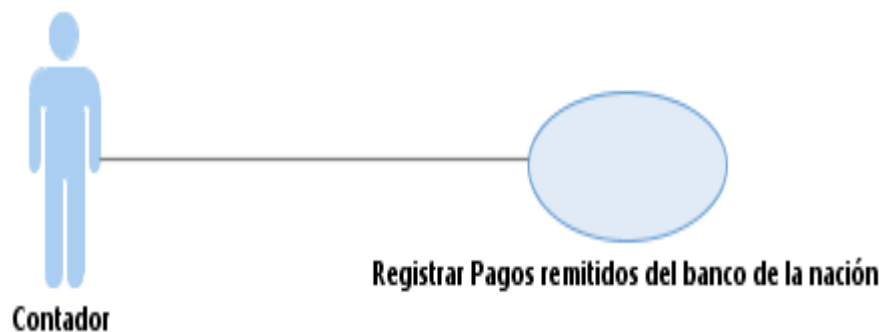 Registrar Pagos remitidos del banco de la nación
Contador